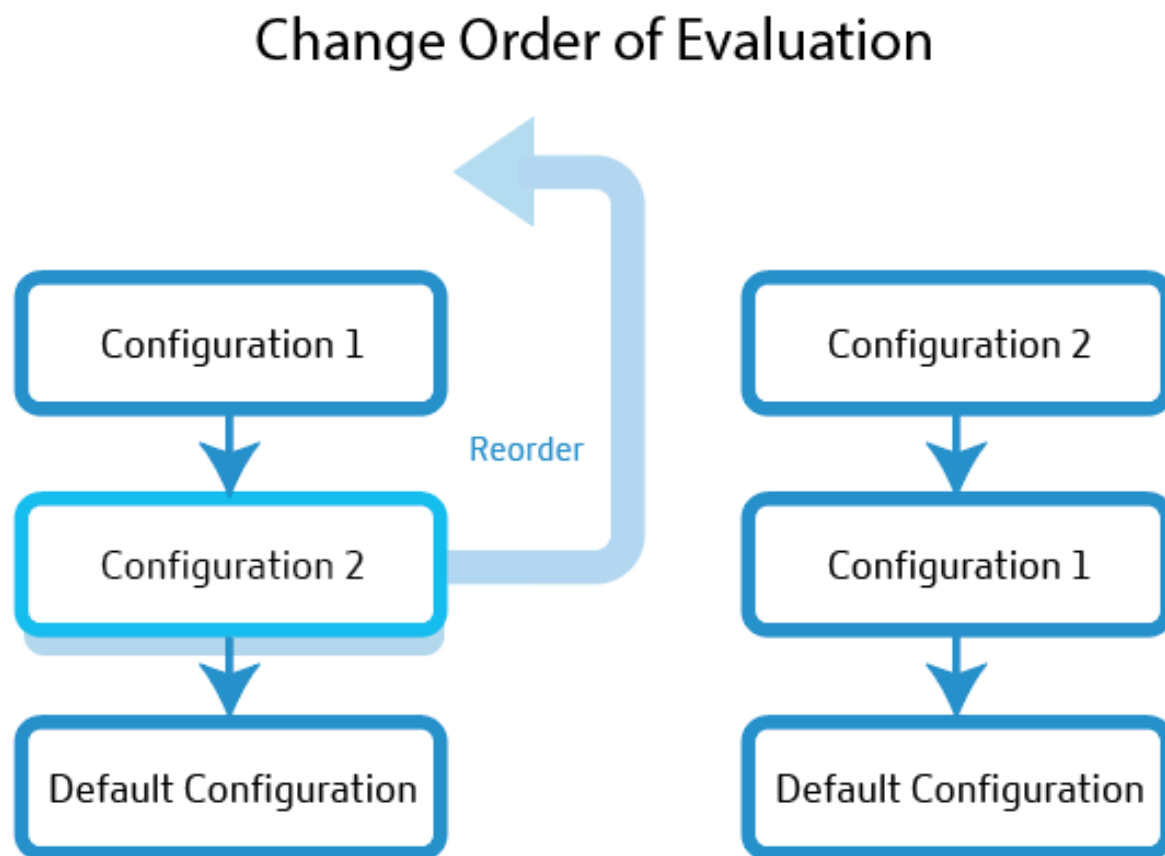 Change Order of Evaluation
Configuration 1
Reorder
Configuration 2
Default Configuration
Configuration 2
Configuration 1
Default Configuration